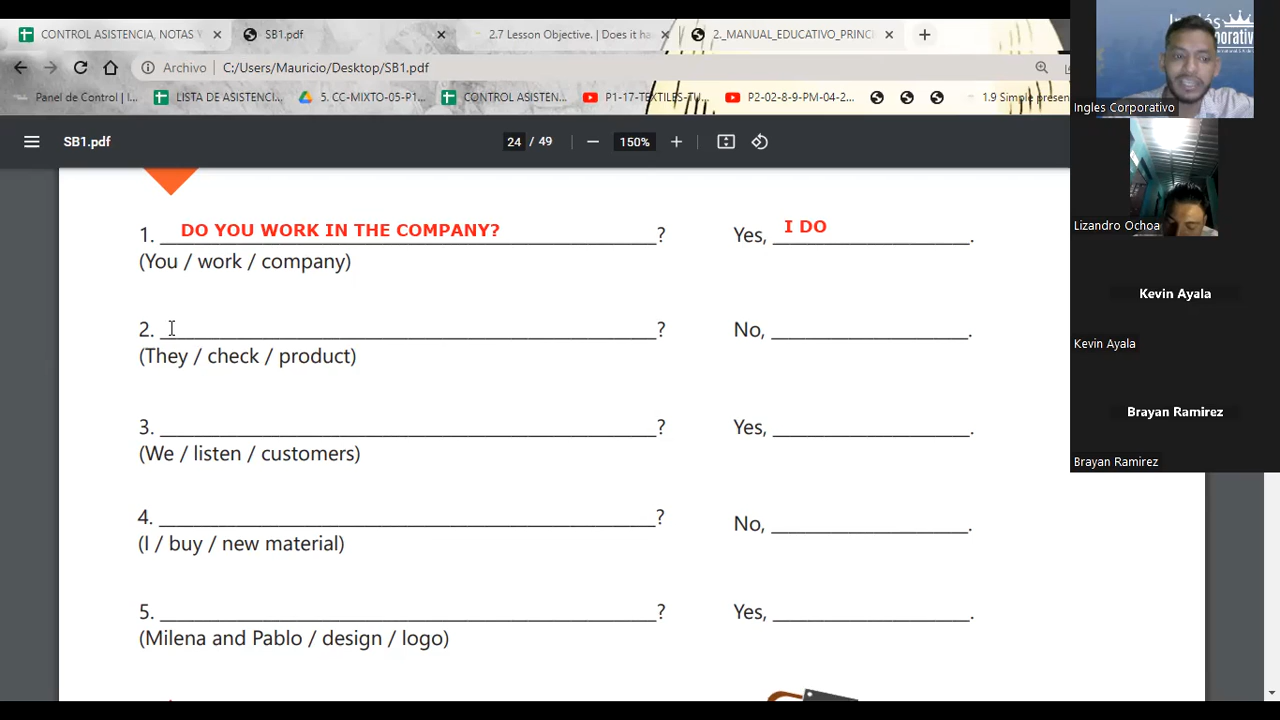 CONTROL ASISTENCIA, NOTAS Y
SB1.pdf
2.7 Lesson Objective. | Does it ha
2._MANUAL_EDUCATIVO_PRINC
Archivo
C:/Users/Mauricio/Desktop/SB1.pdf
Panel de Control | I...
LISTA DE ASISTENCI...
5. CC-MIXTO-05-P1...
CONTROL ASISTEN...
P1-17-TEXTILES-TU...
P2-02-8-9-PM-04-2...
1.9 Simple presen
SB1.pdf
24 / 49
150%
1. DO YOU WORK IN THE COMPANY? ? Yes, I DO .
(You / work / company)
2. ? No, .
(They / check / product)
3. ? Yes, .
(We / listen / customers)
4. ? No, .
(I / buy / new material)
5. ? Yes, .
(Milena and Pablo / design / logo)
Ingles Corporativo
Lizandro Ochoa
Kevin Ayala
Kevin Ayala
Brayan Ramirez
Brayan Ramirez